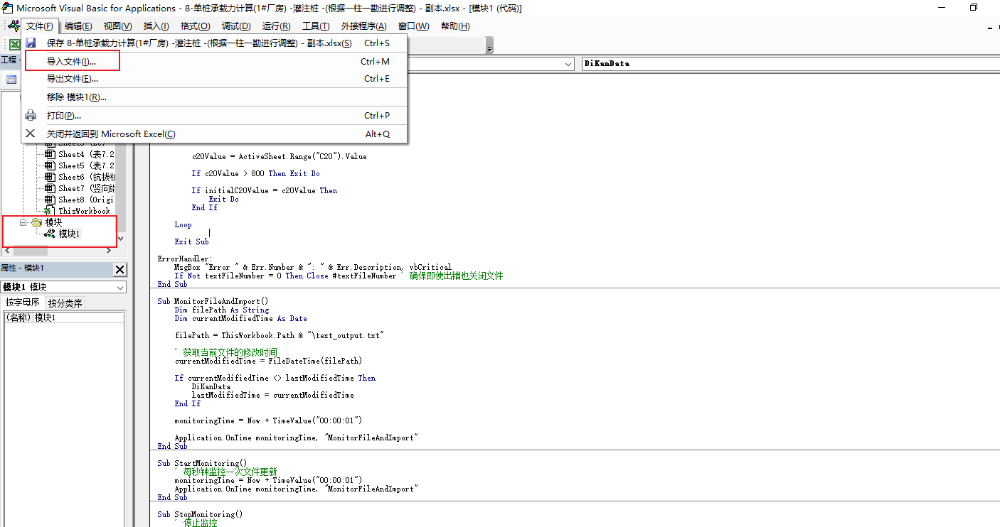 Microsoft Visual Basic for Applications - 8-单桩承载力计算(1#厂房) -灌注桩 -(根据一柱一勘进行调整) - 副本.xlsx - [模块1 (代码)]
文件(F) 编辑(E) 视图(V) 插入(I) 格式(O) 调试(D) 运行(R) 工具(T) 外接程序(A) 窗口(W) 帮助(H)
保存 8-单桩承载力计算(1#厂房) -灌注桩 -(根据一柱一勘进行调整) - 副本.xlsx(S) Ctrl+S
导入文件(I)... Ctrl+M
导出文件(E)... Ctrl+E
移除 模块1(R)...
打印(P)... Ctrl+P
关闭并返回到 Microsoft Excel(C) Alt+Q
工程 -
DiKanData
Sheet4 (表7.2
Sheet5 (表7.2
Sheet6 (抗拔桩
Sheet7 (竖向端
Sheet8 (Origi
ThisWorkbook
模块
模块1
属性 - 模块1
模块1 模块
按字母序 按分类序
(名称) 模块1
c20Value = ActiveSheet.Range("C20").Value
If c20Value > 800 Then Exit Do
If initialC20Value = c20Value Then
Exit Do
End If
Loop
Exit Sub
ErrorHandler:
MsgBox "Error " & Err.Number & ": " & Err.Description, vbCritical
If Not textFileNumber = 0 Then Close #textFileNumber ' 确保即使出错也关闭文件
End Sub
Sub MonitorFileAndImport()
Dim filePath As String
Dim currentModifiedTime As Date
filePath = ThisWorkbook.Path & "\text_output.txt"
' 获取当前文件的修改时间
currentModifiedTime = FileDateTime(filePath)
If currentModifiedTime <> lastModifiedTime Then
DiKanData
lastModifiedTime = currentModifiedTime
End If
monitoringTime = Now + TimeValue("00:00:01")
Application.OnTime monitoringTime, "MonitorFileAndImport"
End Sub
Sub StartMonitoring()
' 每秒钟监控一次文件更新
monitoringTime = Now + TimeValue("00:00:01")
Application.OnTime monitoringTime, "MonitorFileAndImport"
End Sub
Sub StopMonitoring()
' 停止监控